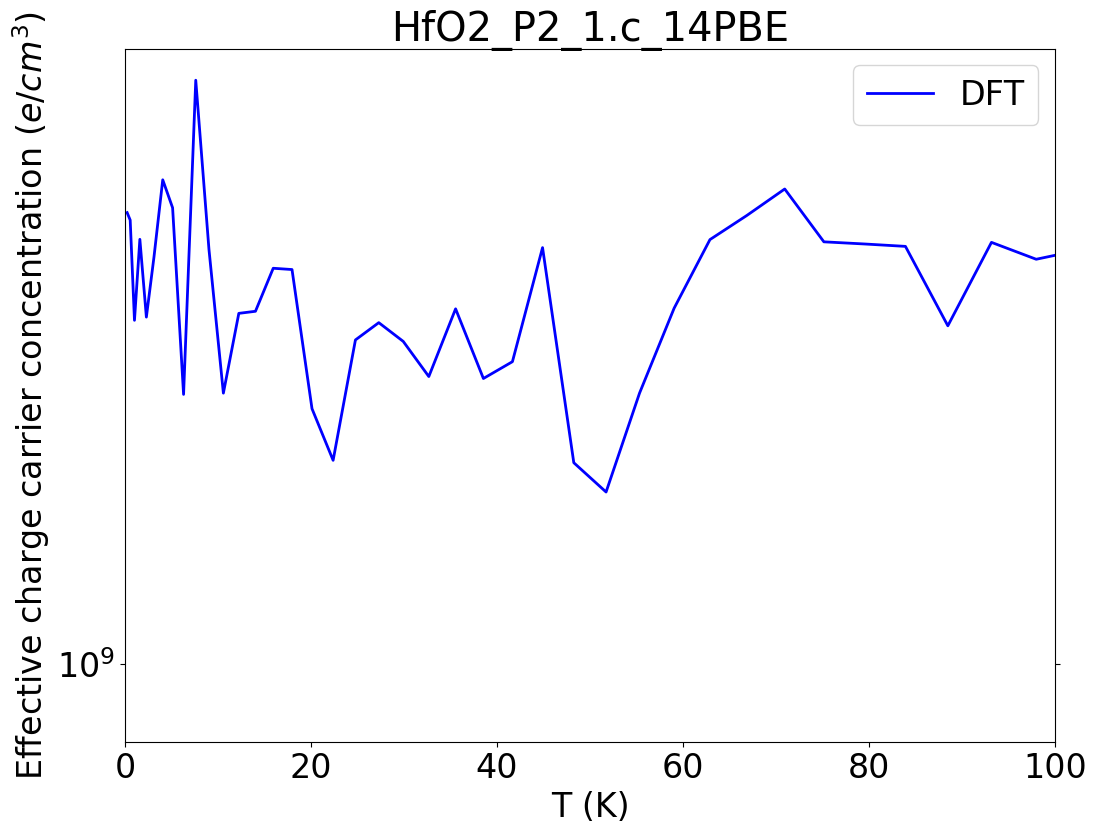 HfO2_P2_1.c_14PBE
DFT
Effective charge carrier concentration (e/cm³)
10⁹
0 20 40 60 80 100
T (K)